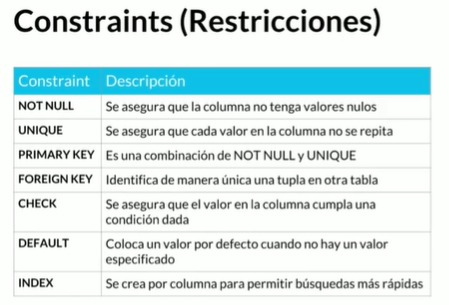 Constraints (Restricciones)
Constraint Descripción
NOT NULL Se asegura que la columna no tenga valores nulos
UNIQUE Se asegura que cada valor en la columna no se repita
PRIMARY KEY Es una combinación de NOT NULL y UNIQUE
FOREIGN KEY Identifica de manera única una tupla en otra tabla
CHECK Se asegura que el valor en la columna cumpla una
condición dada
DEFAULT Coloca un valor por defecto cuando no hay un valor
especificado
INDEX Se crea por columna para permitir búsquedas más rápidas